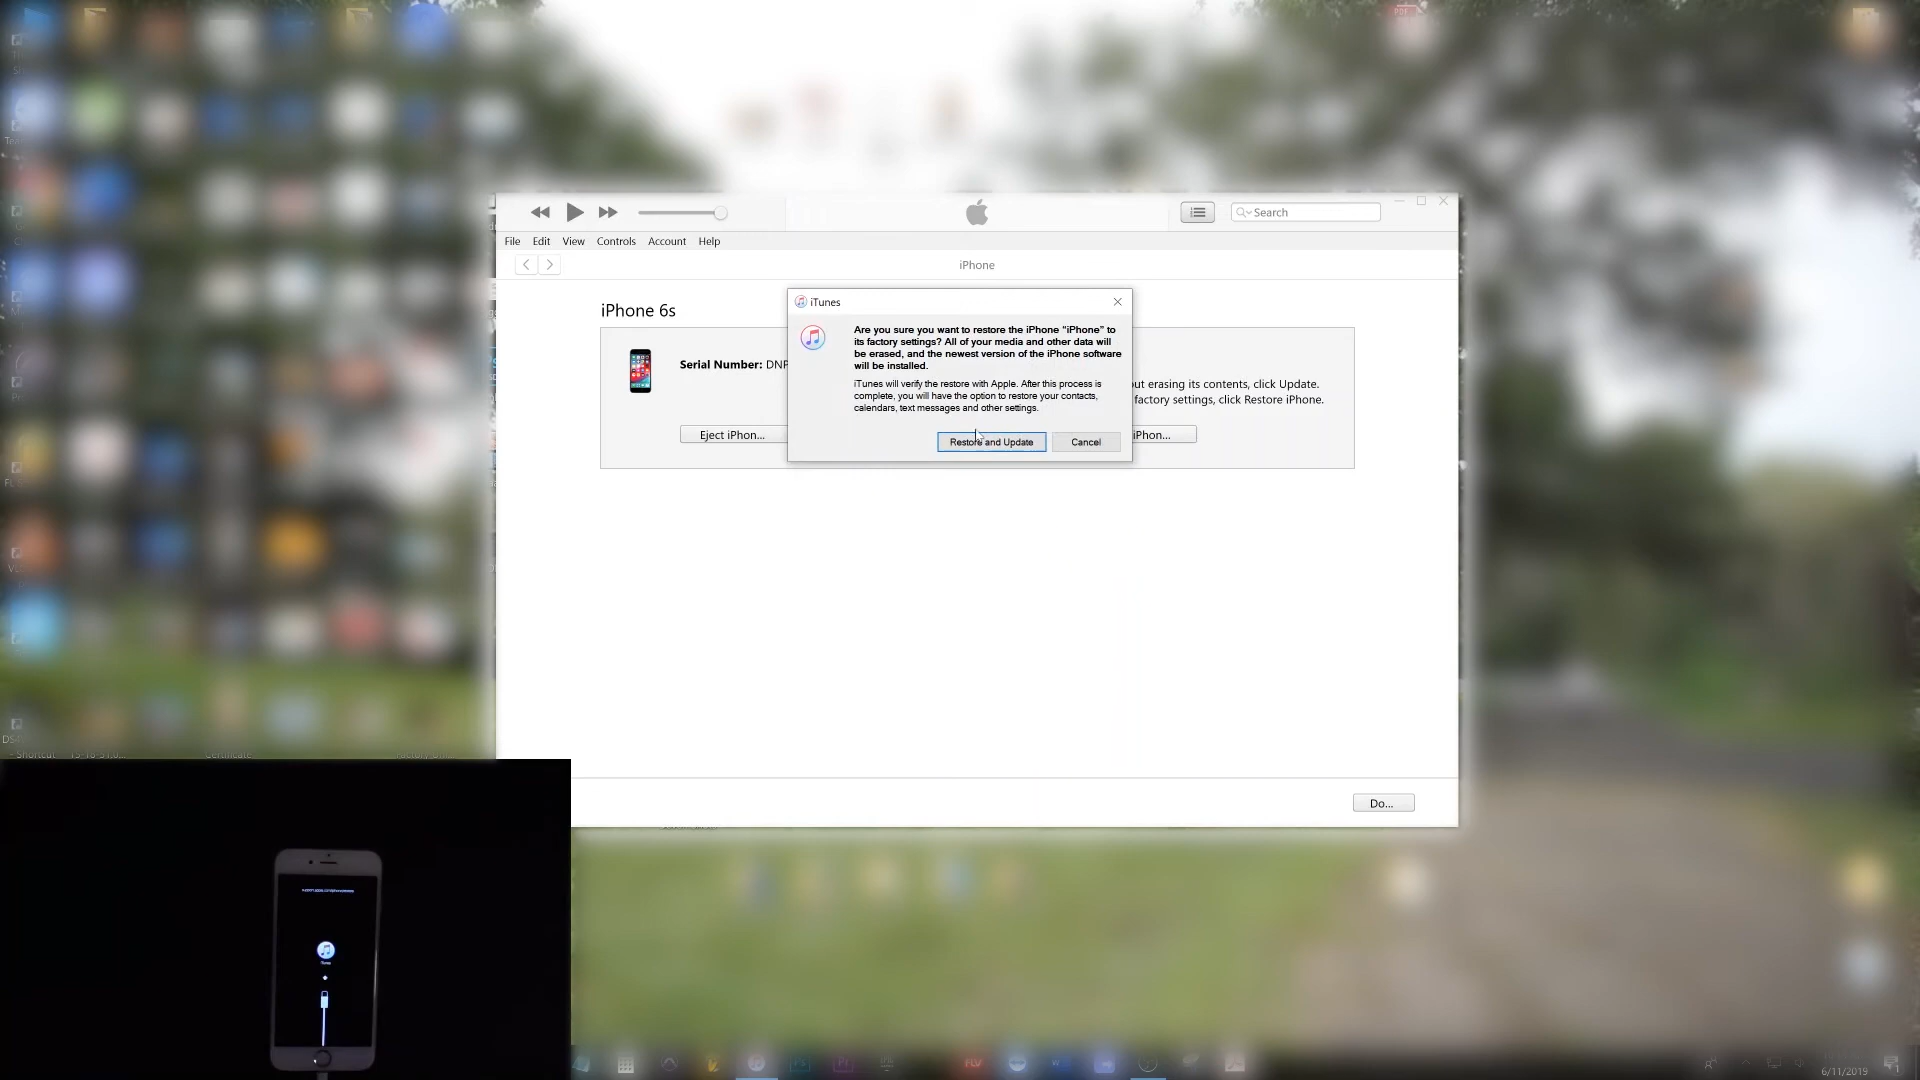 Search
File Edit View Controls Account Help
iPhone
iPhone 6s
Serial Number: DNP
Eject iPhon...
iTunes
Are you sure you want to restore the iPhone “iPhone” to
its factory settings? All of your media and other data will
be erased, and the newest version of the iPhone software
will be installed.
iTunes will verify the restore with Apple. After this process is
complete, you will have the option to restore your contacts,
calendars, text messages and other settings.
Restore and Update
Cancel
ut erasing its contents, click Update.
factory settings, click Restore iPhone.
iPhon...
Do...
- Shortcut
Certificate
6/11/2019